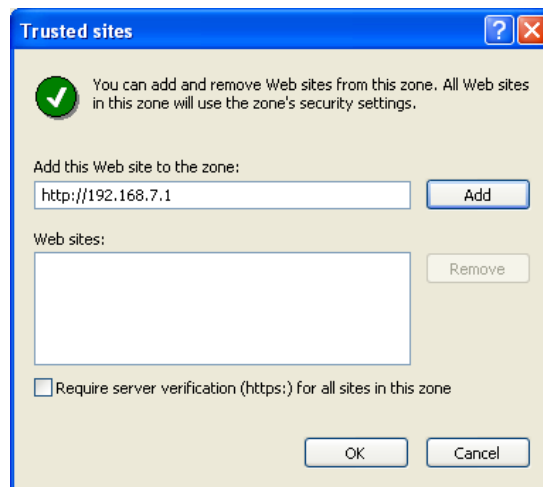 Trusted sites
You can add and remove Web sites from this zone. All Web sites
in this zone will use the zone's security settings.
Add this Web site to the zone:
http://192.168.7.1
Add
Web sites:
Remove
Require server verification (https:) for all sites in this zone
OK
Cancel